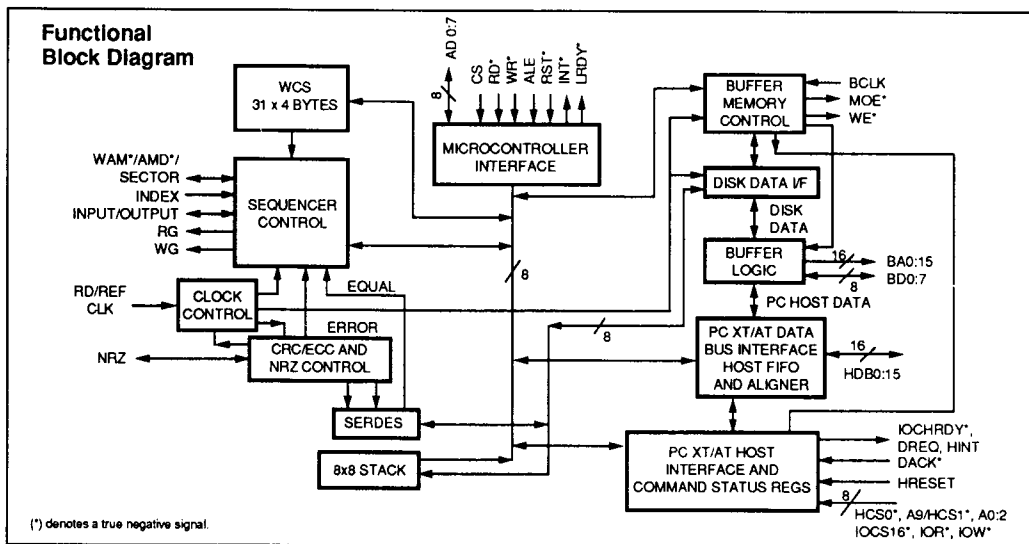 Functional
Block Diagram
WCS
31 x 4 BYTES
8
AD 0:7
CS
RD*
WR*
ALE
RST*
INT*
LRDY*
MICROCONTROLLER
INTERFACE
BUFFER
MEMORY
CONTROL
BCLK
MOE*
WE*
WAM*/AMD*/
SECTOR
INDEX
INPUT/OUTPUT
RG
WG
SEQUENCER
CONTROL
DISK DATA I/F
DISK
DATA
BUFFER
LOGIC
16
BA0:15
8
BD0:7
8
EQUAL
RD/REF
CLK
CLOCK
CONTROL
PC HOST DATA
ERROR
8
NRZ
CRC/ECC AND
NRZ CONTROL
PC XT/AT DATA
BUS INTERFACE
HOST FIFO
AND ALIGNER
16
HDB0:15
SERDES
8x8 STACK
PC XT/AT HOST
INTERFACE AND
COMMAND STATUS REGS
IOCHRDY*,
DREQ, HINT
DACK*
HRESET
8
HCS0*, A9/HCS1*, A0:2
IOCS16*, IOR*, IOW*
(*) denotes a true negative signal.